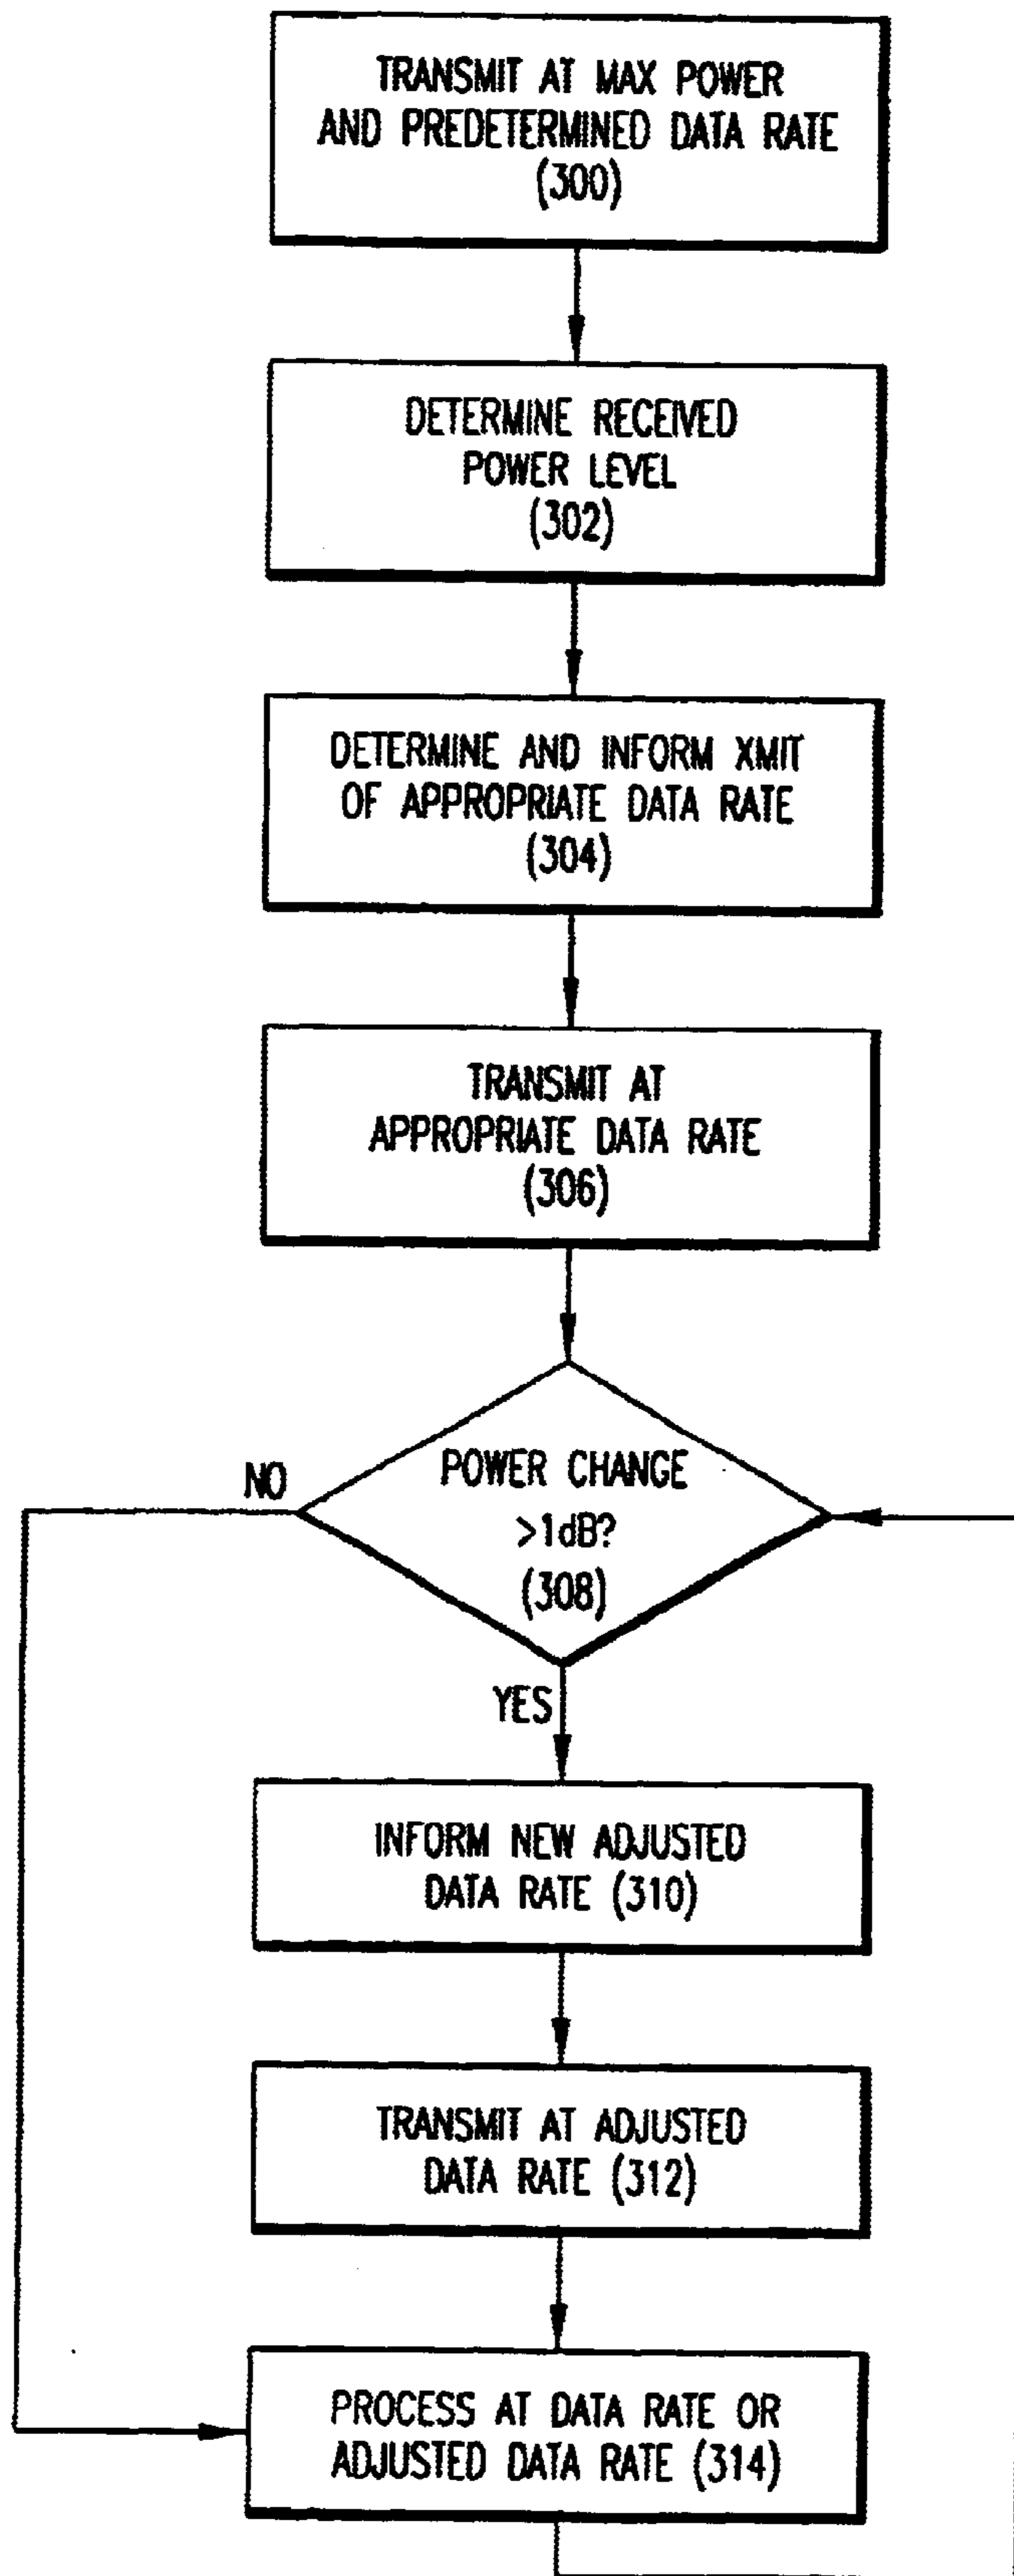 TRANSMIT AT MAX POWER
AND PREDETERMINED DATA RATE
(300)
DETERMINE RECEIVED
POWER LEVEL
(302)
DETERMINE AND INFORM XMIT
OF APPROPRIATE DATA RATE
(304)
TRANSMIT AT
APPROPRIATE DATA RATE
(306)
POWER CHANGE
>1dB?
(308)
NO
YES
INFORM NEW ADJUSTED
DATA RATE (310)
TRANSMIT AT ADJUSTED
DATA RATE (312)
PROCESS AT DATA RATE OR
ADJUSTED DATA RATE (314)